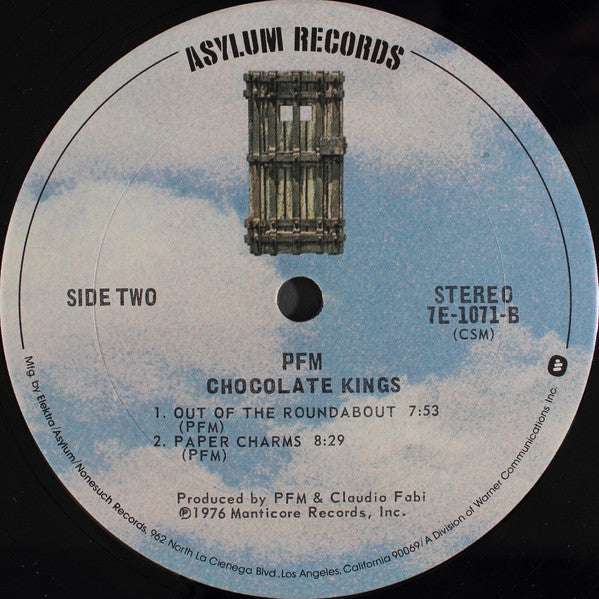 ASYLUM RECORDS
SIDE TWO
STEREO
7E-1071-B
(CSM)
PFM
CHOCOLATE KINGS
1. OUT OF THE ROUNDABOUT 7:53
(PFM)
2. PAPER CHARMS 8:29
(PFM)
Produced by PFM & Claudio Fabi
℗1976 Manticore Records, Inc.
Mfg. by Elektra/Asylum/Nonesuch Records, 962 North La Cienega Blvd., Los Angeles, California 90069/A Division of Warner Communications Inc.